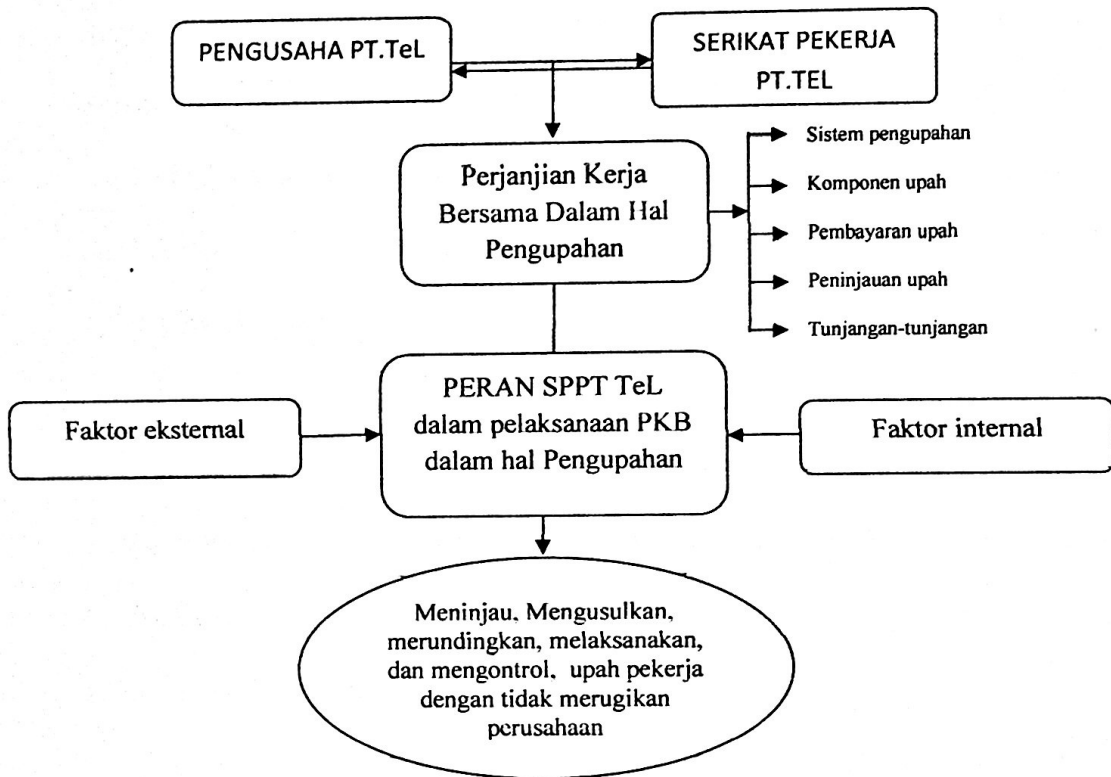 PENGUSAHA PT.TeL
SERIKAT PEKERJA
PT.TEL
Perjanjian Kerja
Bersama Dalam Hal
Pengupahan
Sistem pengupahan
Komponen upah
Pembayaran upah
Peninjauan upah
Tunjangan-tunjangan
PERAN SPPT TeL
dalam pelaksanaan PKB
dalam hal Pengupahan
Faktor eksternal
Faktor internal
Meninjau, Mengusulkan,
merundingkan, melaksanakan,
dan mengontrol, upah pekerja
dengan tidak merugikan
perusahaan